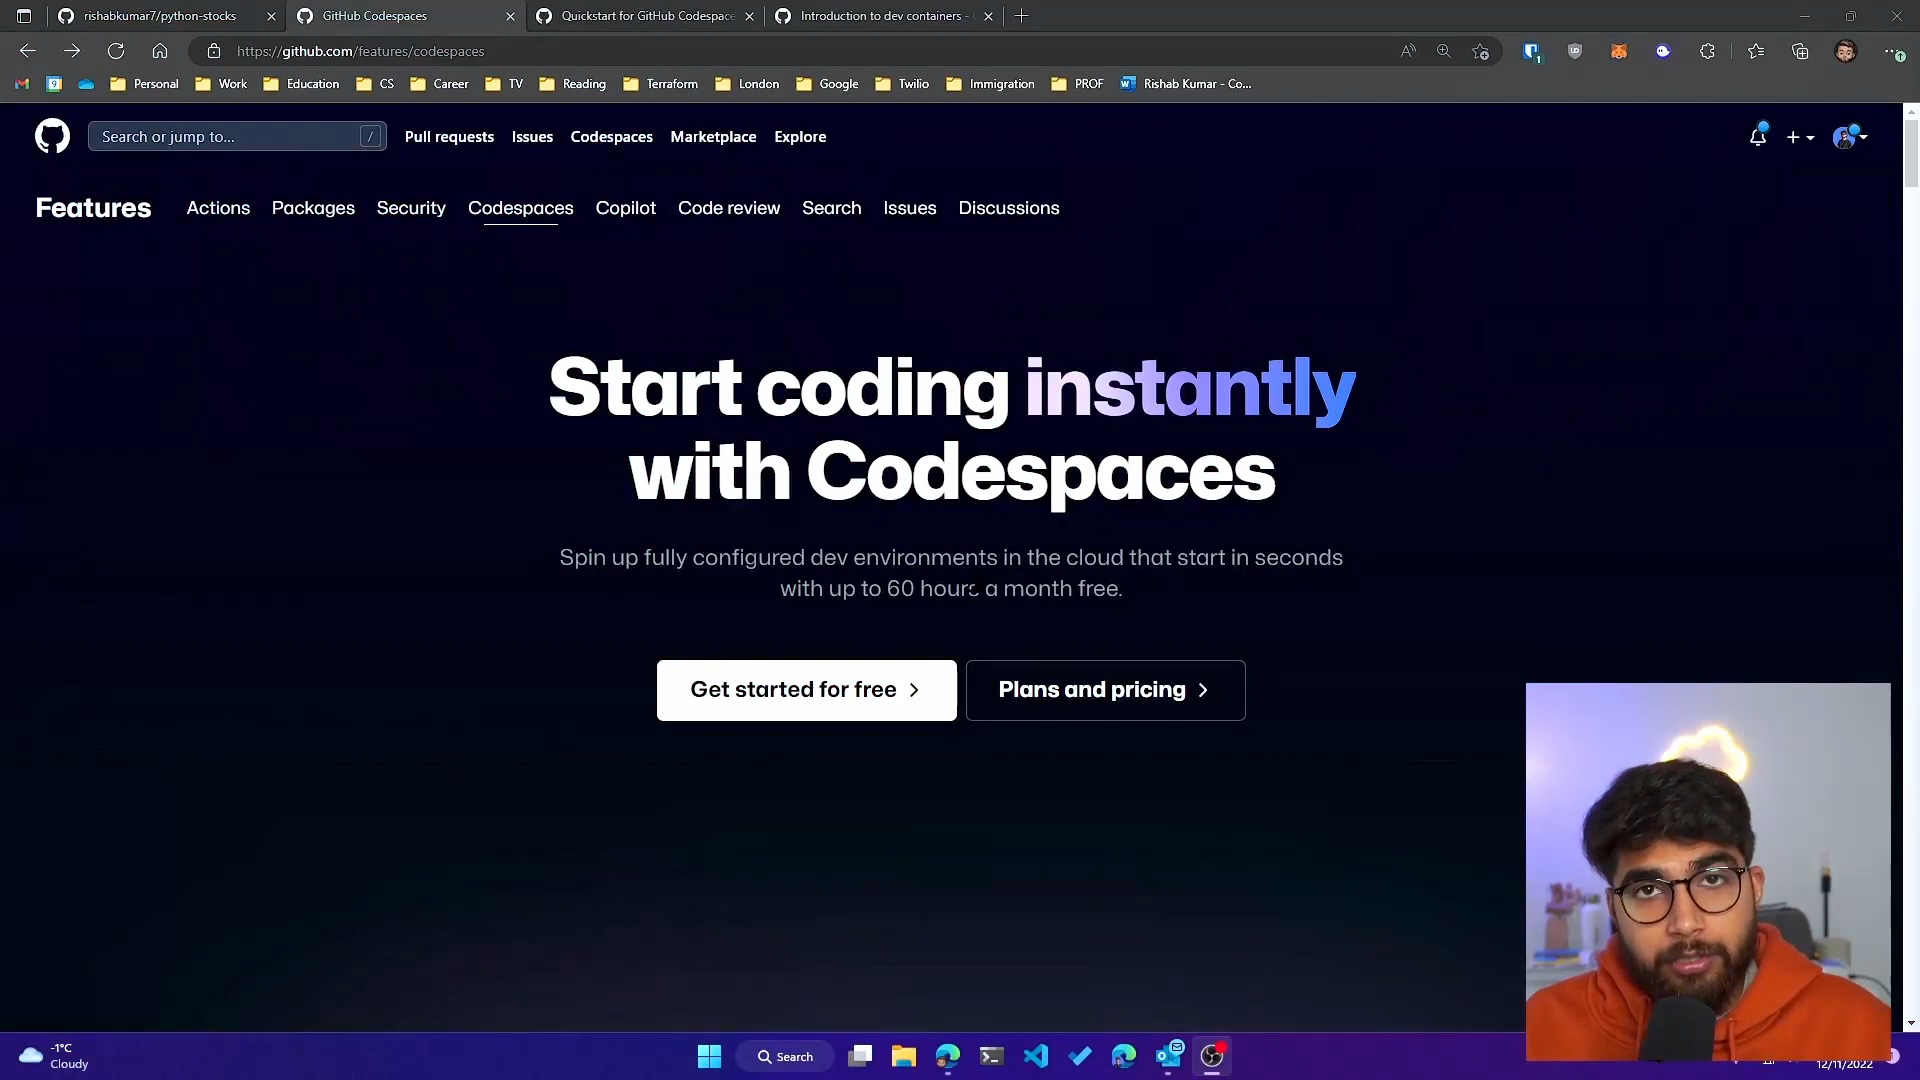 rishabkumar7/python-stocks
GitHub Codespaces
Quickstart for GitHub Codespace
Introduction to dev containers -
https://github.com/features/codespaces
Personal
Work
Education
CS
Career
TV
Reading
Terraform
London
Google
Twilio
Immigration
PROF
Rishab Kumar - Co...
Search or jump to...
/
Pull requests
Issues
Codespaces
Marketplace
Explore
Features
Actions
Packages
Security
Codespaces
Copilot
Code review
Search
Issues
Discussions
Start coding instantly
with Codespaces
Spin up fully configured dev environments in the cloud that start in seconds
with up to 60 hours a month free.
Get started for free
Plans and pricing
-1°C
Cloudy
Search
12/11/2022